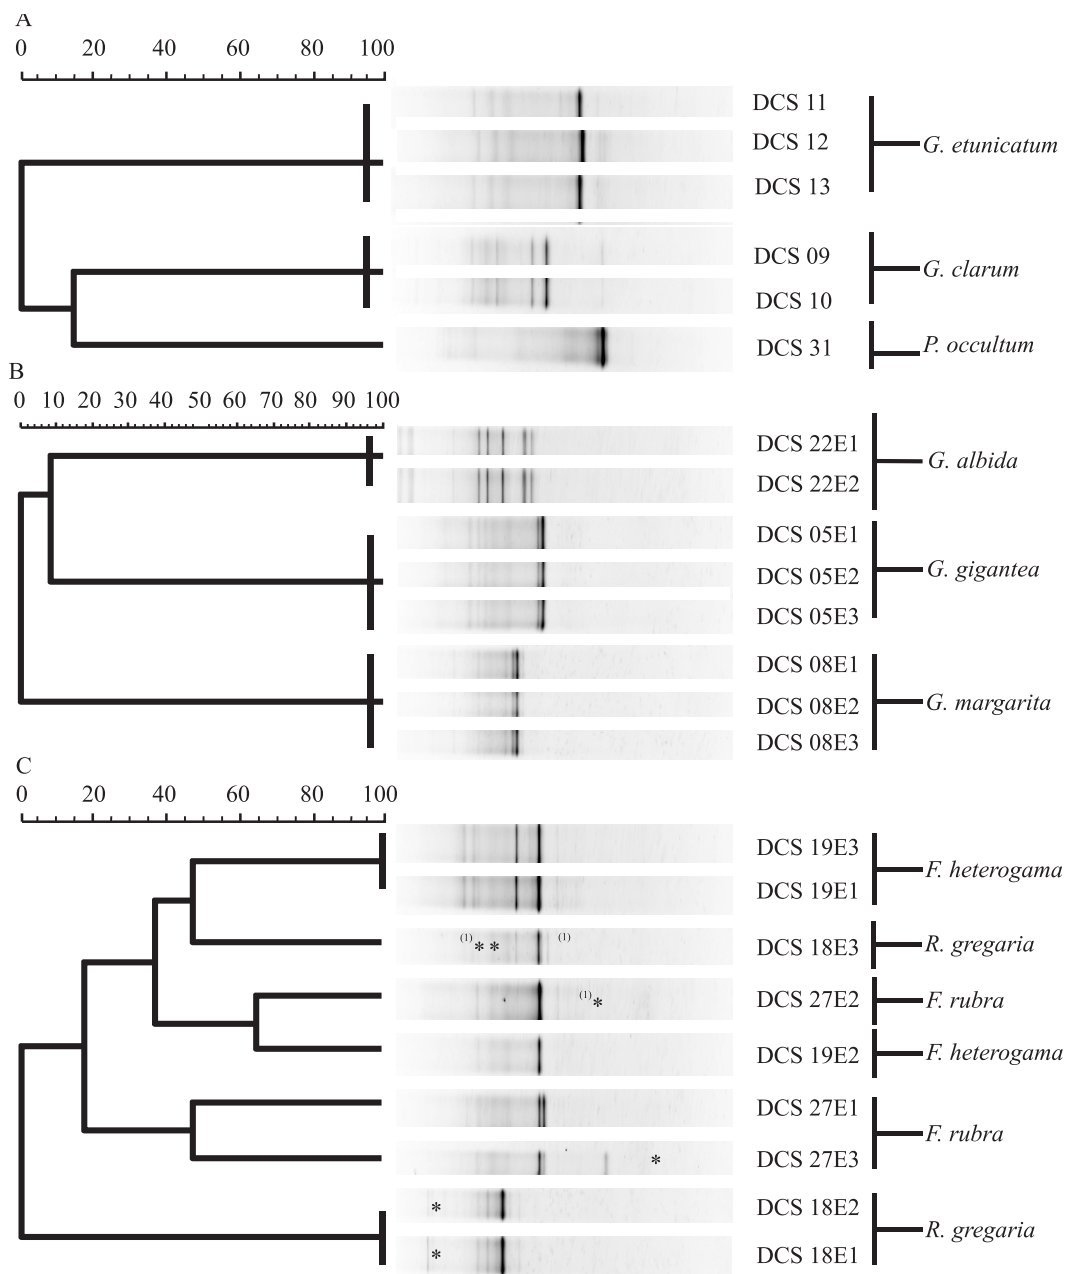 A
0 20 40 60 80 100
DCS 11
DCS 12
G. etunicatum
DCS 13
DCS 09
G. clarum
DCS 10
DCS 31
P. occultum
B
0 10 20 30 40 50 60 70 80 90 100
DCS 22E1
G. albida
DCS 22E2
DCS 05E1
DCS 05E2
G. gigantea
DCS 05E3
DCS 08E1
DCS 08E2
G. margarita
DCS 08E3
C
0 20 40 60 80 100
DCS 19E3
F. heterogama
DCS 19E1
(1) * * (1)
DCS 18E3
R. gregaria
(1) *
DCS 27E2
F. rubra
DCS 19E2
F. heterogama
DCS 27E1
F. rubra
* DCS 27E3
* DCS 18E2
R. gregaria
* DCS 18E1